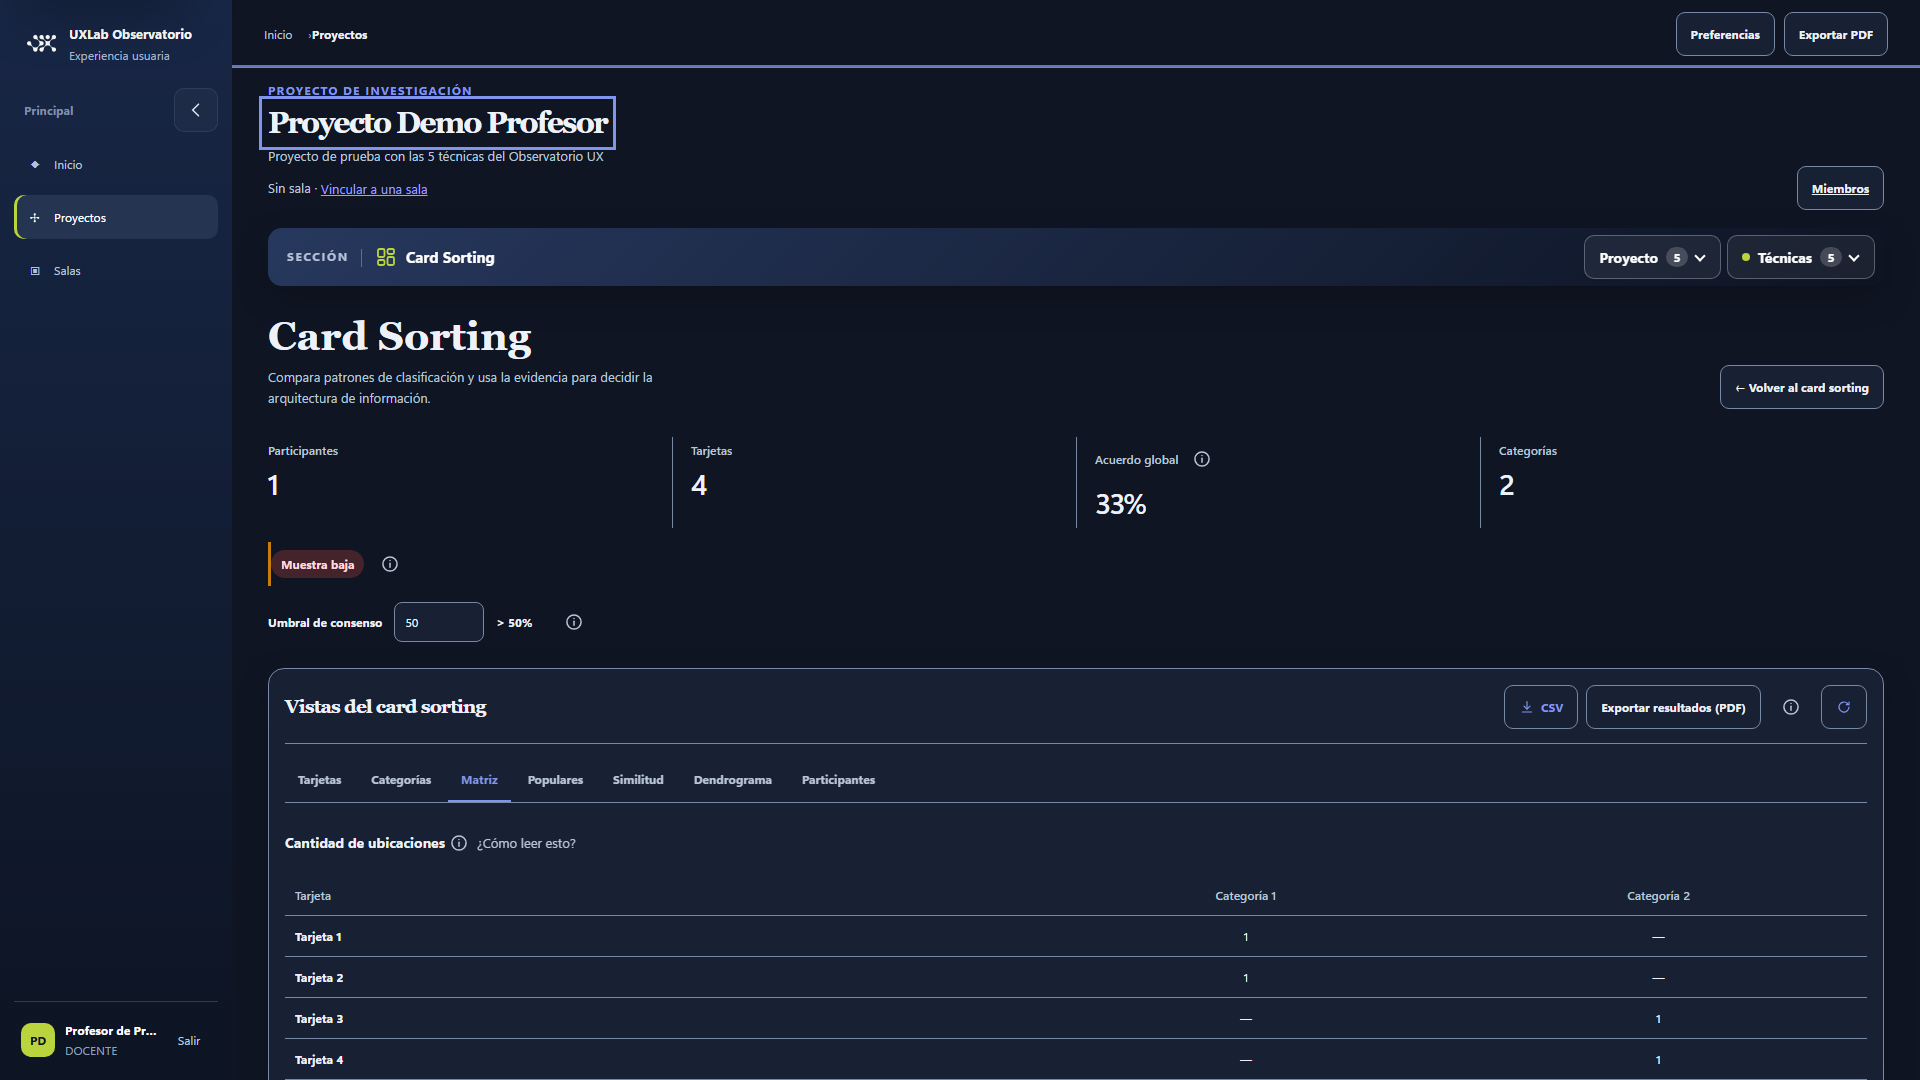 UXLab Observatorio
Experiencia usuaria
Principal
Inicio
Proyectos
Salas
PD
Profesor de Pr...
DOCENTE
Salir
Inicio › Proyectos
Preferencias
Exportar PDF
PROYECTO DE INVESTIGACIÓN
Proyecto Demo Profesor
Proyecto de prueba con las 5 técnicas del Observatorio UX
Sin sala · Vincular a una sala
Miembros
SECCIÓN
Card Sorting
Proyecto 5
Técnicas 5
Card Sorting
Compara patrones de clasificación y usa la evidencia para decidir la
arquitectura de información.
← Volver al card sorting
Participantes
1
Tarjetas
4
Acuerdo global
33%
Categorías
2
Muestra baja
Umbral de consenso 50 > 50%
Vistas del card sorting
CSV
Exportar resultados (PDF)
Tarjetas Categorías Matriz Populares Similitud Dendrograma Participantes
Cantidad de ubicaciones ¿Cómo leer esto?
Tarjeta Categoría 1 Categoría 2
Tarjeta 1 1 —
Tarjeta 2 1 —
Tarjeta 3 — 1
Tarjeta 4 — 1